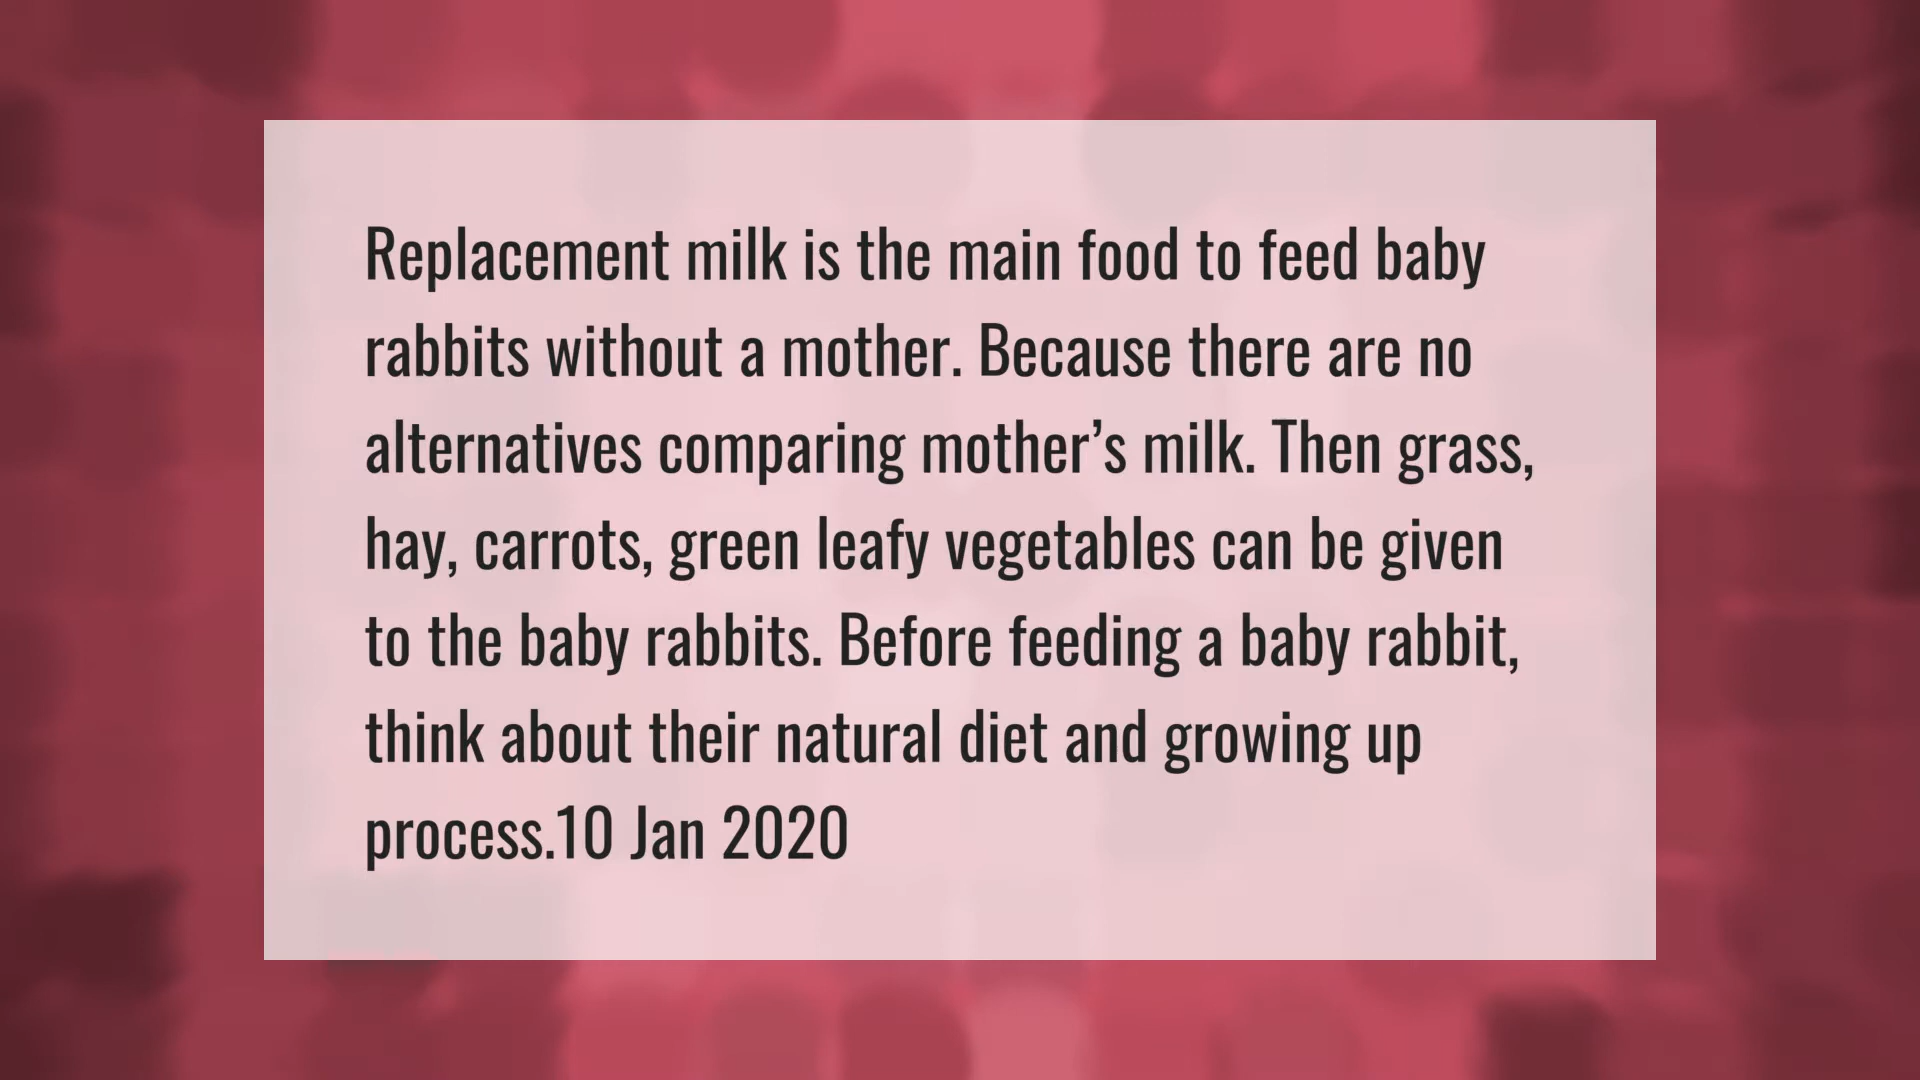 Replacement milk is the main food to feed baby
rabbits without a mother. Because there are no
alternatives comparing mother’s milk. Then grass,
hay, carrots, green leafy vegetables can be given
to the baby rabbits. Before feeding a baby rabbit,
think about their natural diet and growing up
process.10 Jan 2020